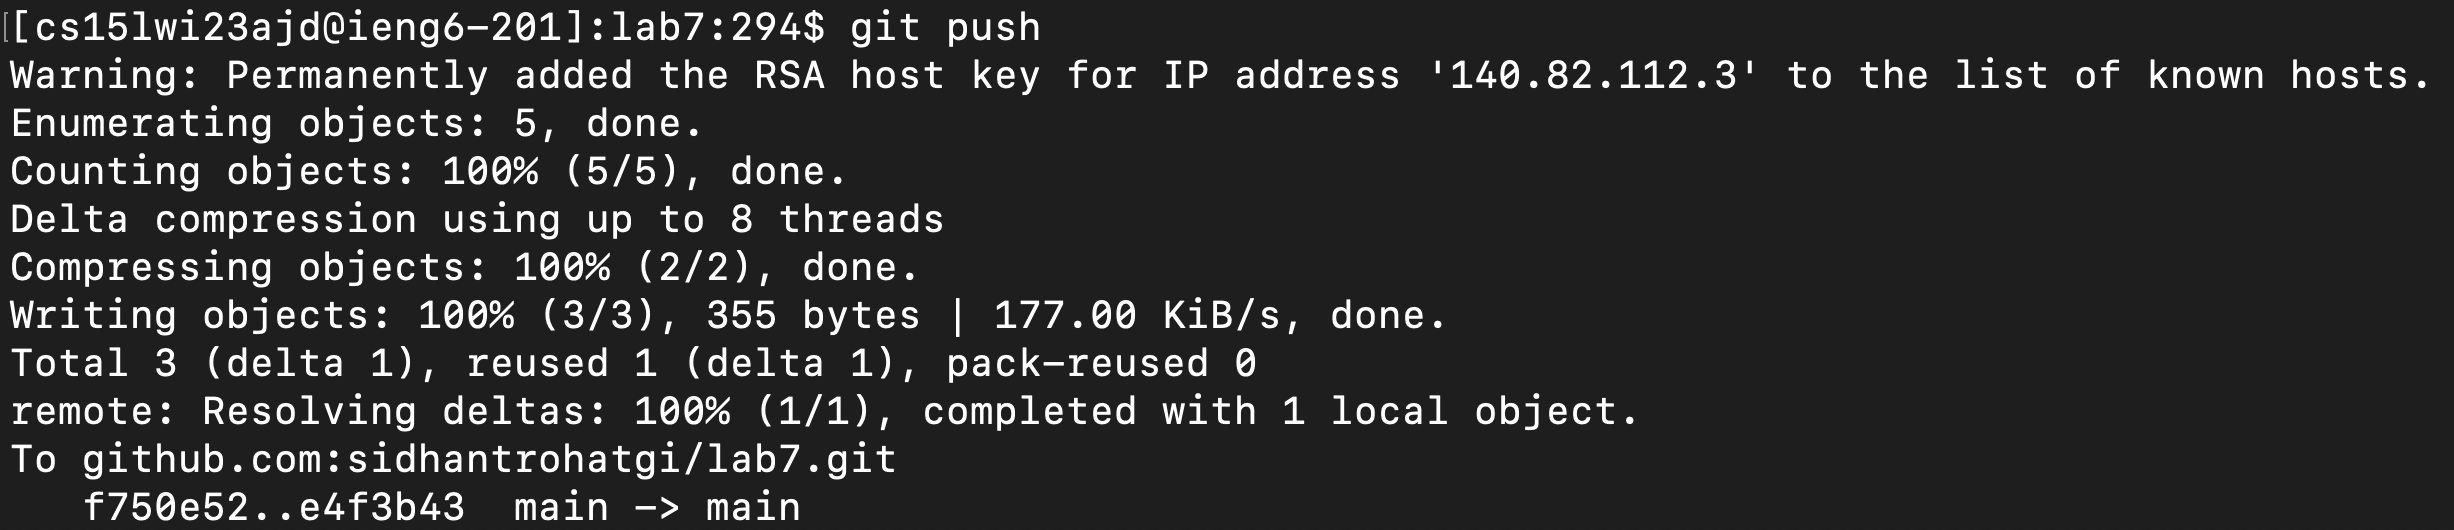 [cs15lwi23ajd@ieng6-201]:lab7:294$ git push
Warning: Permanently added the RSA host key for IP address '140.82.112.3' to the list of known hosts.
Enumerating objects: 5, done.
Counting objects: 100% (5/5), done.
Delta compression using up to 8 threads
Compressing objects: 100% (2/2), done.
Writing objects: 100% (3/3), 355 bytes | 177.00 KiB/s, done.
Total 3 (delta 1), reused 1 (delta 1), pack-reused 0
remote: Resolving deltas: 100% (1/1), completed with 1 local object.
To github.com:sidhantrohatgi/lab7.git
   f750e52..e4f3b43  main -> main